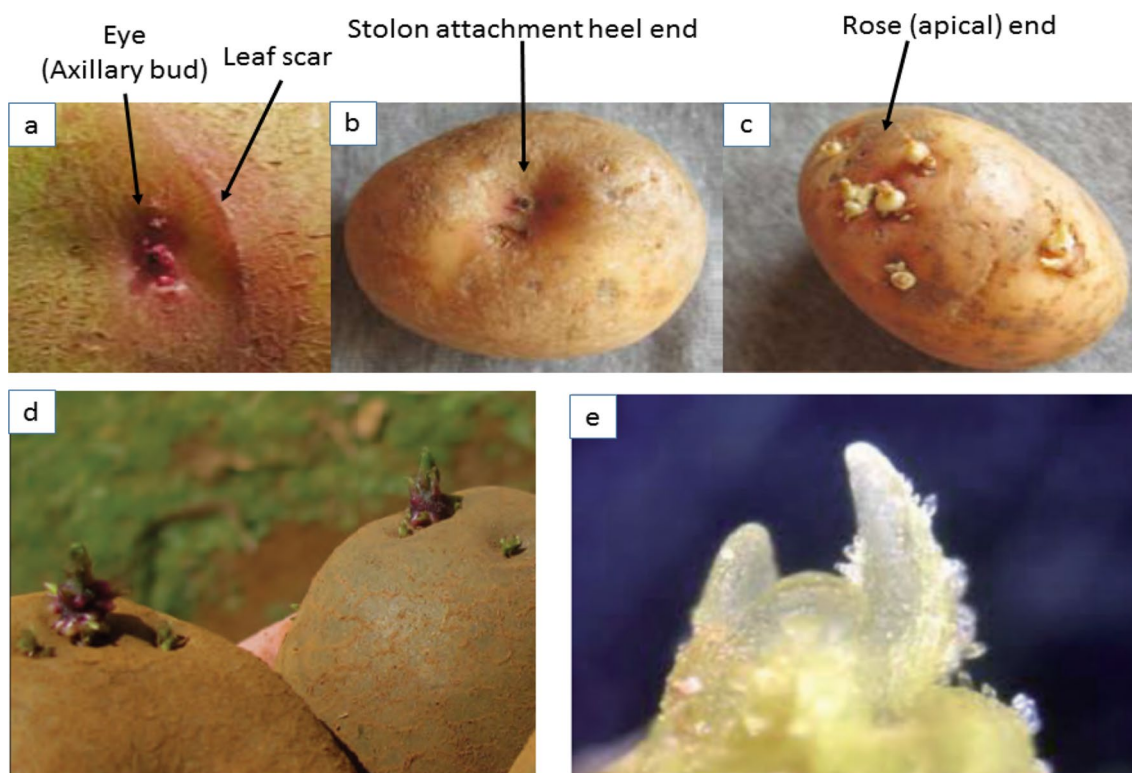 Eye
(Axillary bud)
Leaf scar
Stolon attachment heel end
Rose (apical) end
a
b
c
d
e